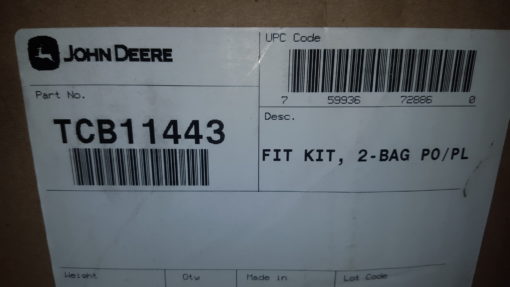 JOHN DEERE
UPC Code
7 59936 72886 0
Part No.
TCB11443
Desc.
FIT KIT, 2-BAG PO/PL
Weight
Qty
Made in
Lot Code